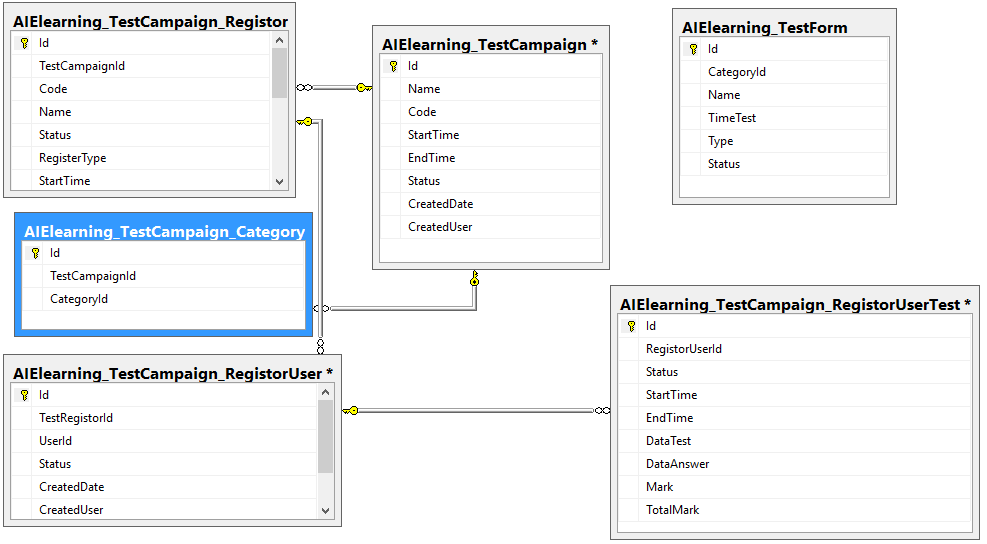 AIElearning_TestCampaign_Registor
Id
TestCampaignId
Code
Name
Status
RegisterType
StartTime
AIElearning_TestCampaign *
Id
Name
Code
StartTime
EndTime
Status
CreatedDate
CreatedUser
AIElearning_TestForm
Id
CategoryId
Name
TimeTest
Type
Status
AIElearning_TestCampaign_Category
Id
TestCampaignId
CategoryId
AIElearning_TestCampaign_RegistorUser *
Id
TestRegistorId
UserId
Status
CreatedDate
CreatedUser
AIElearning_TestCampaign_RegistorUserTest *
Id
RegistorUserId
Status
StartTime
EndTime
DataTest
DataAnswer
Mark
TotalMark